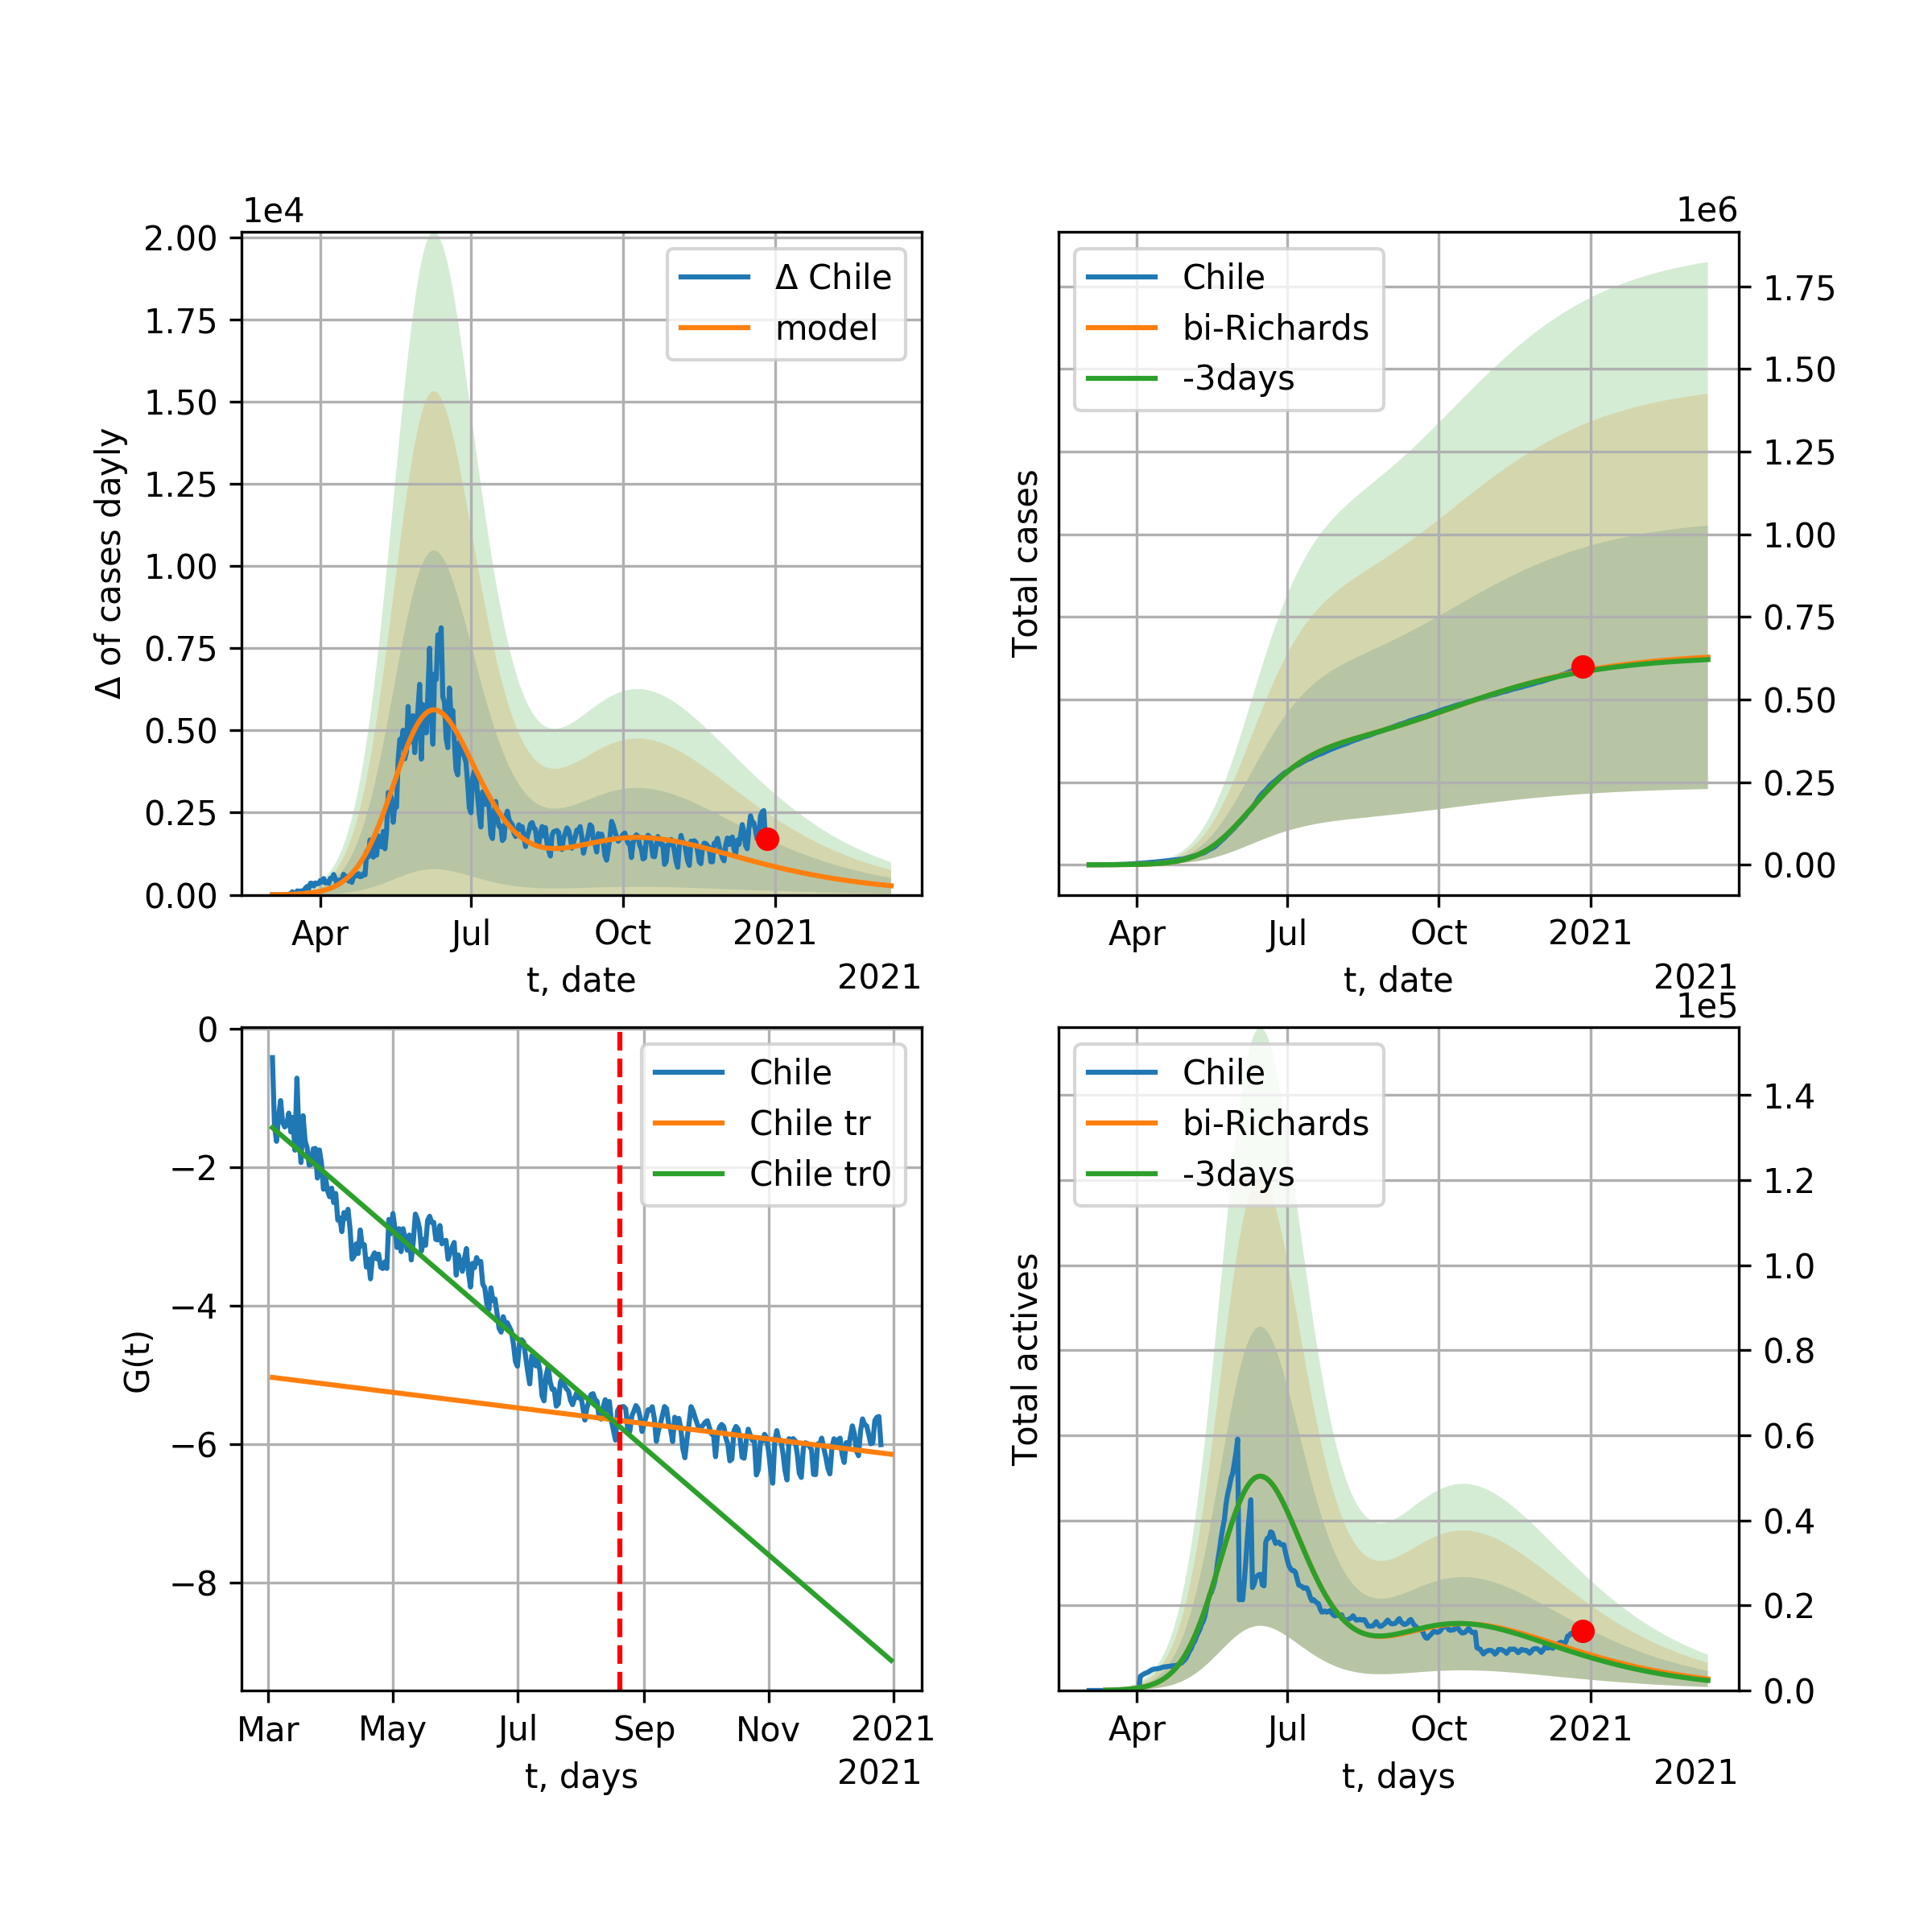 1e4
2.00
1.75
1.50
1.25
1.00
0.75
0.50
0.25
0.00
Δ of cases dayly
Δ Chile
model
Apr Jul Oct 2021
t, date
2021
1e6
Total cases
Chile
bi-Richards
-3days
1.75
1.50
1.25
1.00
0.75
0.50
0.25
0.00
Apr Jul Oct 2021
t, date
2021
0
−2
−4
−6
−8
G(t)
Chile
Chile tr
Chile tr0
Mar May Jul Sep Nov 2021
t, days
2021
1e5
Total actives
Chile
bi-Richards
-3days
1.4
1.2
1.0
0.8
0.6
0.4
0.2
0.0
Apr Jul Oct 2021
t, days
2021